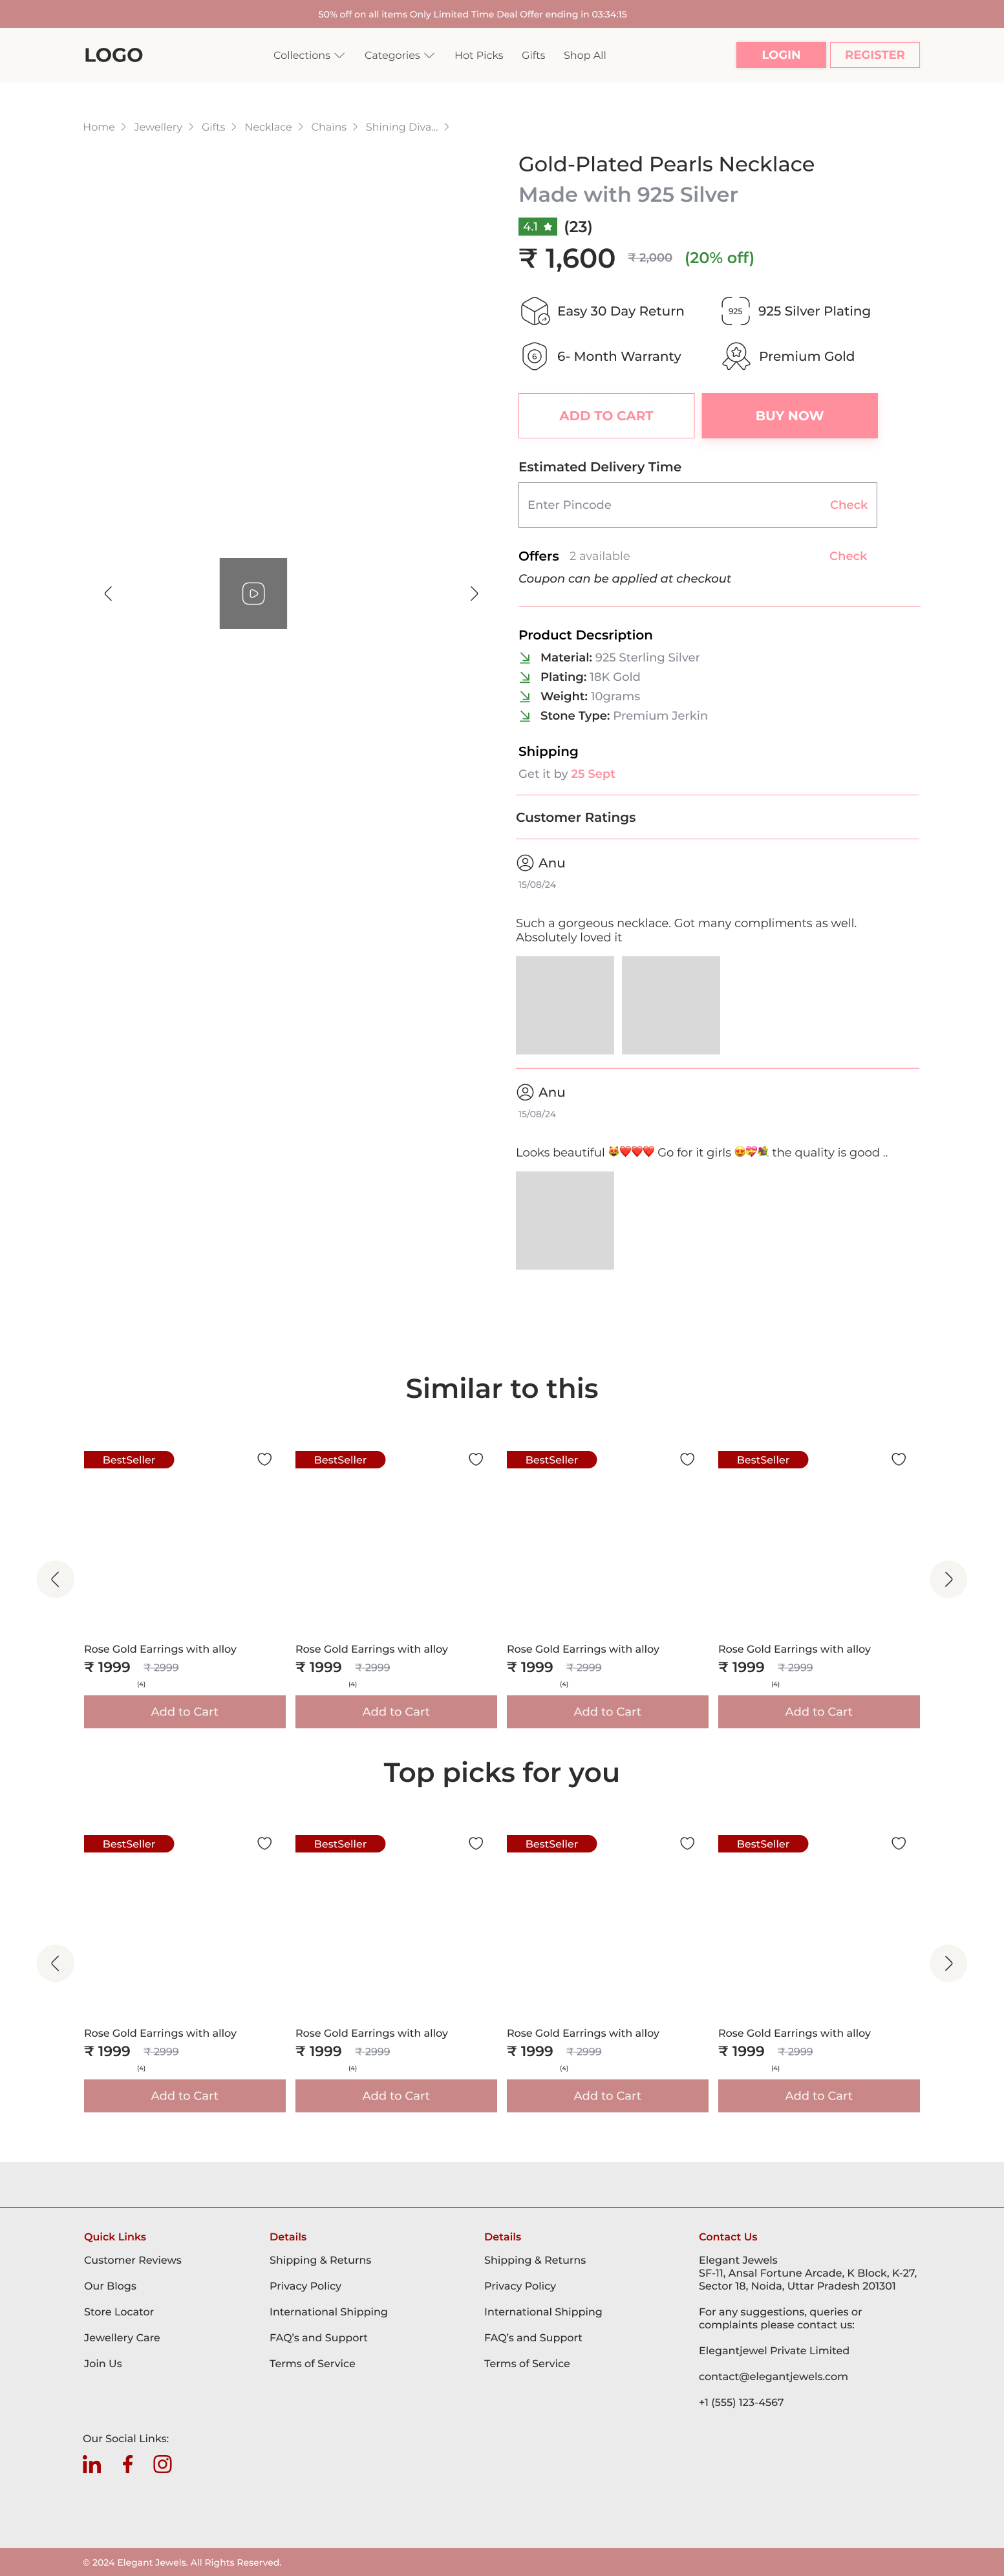 50% off on all items Only Limited Time Deal Offer ending in 03:34:15
LOGO
Collections
Categories
Hot Picks
Gifts
Shop All
LOGIN
REGISTER
Home
Jewellery
Gifts
Necklace
Chains
Shining Diva...
Gold-Plated Pearls Necklace
Made with 925 Silver
4.1
(23)
₹ 1,600
₹ 2,000
(20% off)
Easy 30 Day Return
925
925 Silver Plating
6
6- Month Warranty
Premium Gold
ADD TO CART
BUY NOW
Estimated Delivery Time
Enter Pincode
Check
Offers
2 available
Check
Coupon can be applied at checkout
Product Decsription
Material: 925 Sterling Silver
Plating: 18K Gold
Weight: 10grams
Stone Type: Premium Jerkin
Shipping
Get it by 25 Sept
Customer Ratings
Anu
15/08/24
Such a gorgeous necklace. Got many compliments as well.
Absolutely loved it
Anu
15/08/24
Looks beautiful 😻❤️❤️❤️ Go for it girls 😍💝💐 the quality is good ..
Similar to this
BestSeller
BestSeller
BestSeller
BestSeller
Rose Gold Earrings with alloy
₹ 1999
₹ 2999
(4)
Add to Cart
Rose Gold Earrings with alloy
₹ 1999
₹ 2999
(4)
Add to Cart
Rose Gold Earrings with alloy
₹ 1999
₹ 2999
(4)
Add to Cart
Rose Gold Earrings with alloy
₹ 1999
₹ 2999
(4)
Add to Cart
Top picks for you
BestSeller
BestSeller
BestSeller
BestSeller
Rose Gold Earrings with alloy
₹ 1999
₹ 2999
(4)
Add to Cart
Rose Gold Earrings with alloy
₹ 1999
₹ 2999
(4)
Add to Cart
Rose Gold Earrings with alloy
₹ 1999
₹ 2999
(4)
Add to Cart
Rose Gold Earrings with alloy
₹ 1999
₹ 2999
(4)
Add to Cart
Quick Links
Customer Reviews
Our Blogs
Store Locator
Jewellery Care
Join Us
Details
Shipping & Returns
Privacy Policy
International Shipping
FAQ's and Support
Terms of Service
Details
Shipping & Returns
Privacy Policy
International Shipping
FAQ's and Support
Terms of Service
Contact Us
Elegant Jewels
SF-11, Ansal Fortune Arcade, K Block, K-27,
Sector 18, Noida, Uttar Pradesh 201301
For any suggestions, queries or
complaints please contact us:
Elegantjewel Private Limited
contact@elegantjewels.com
+1 (555) 123-4567
Our Social Links:
© 2024 Elegant Jewels. All Rights Reserved.